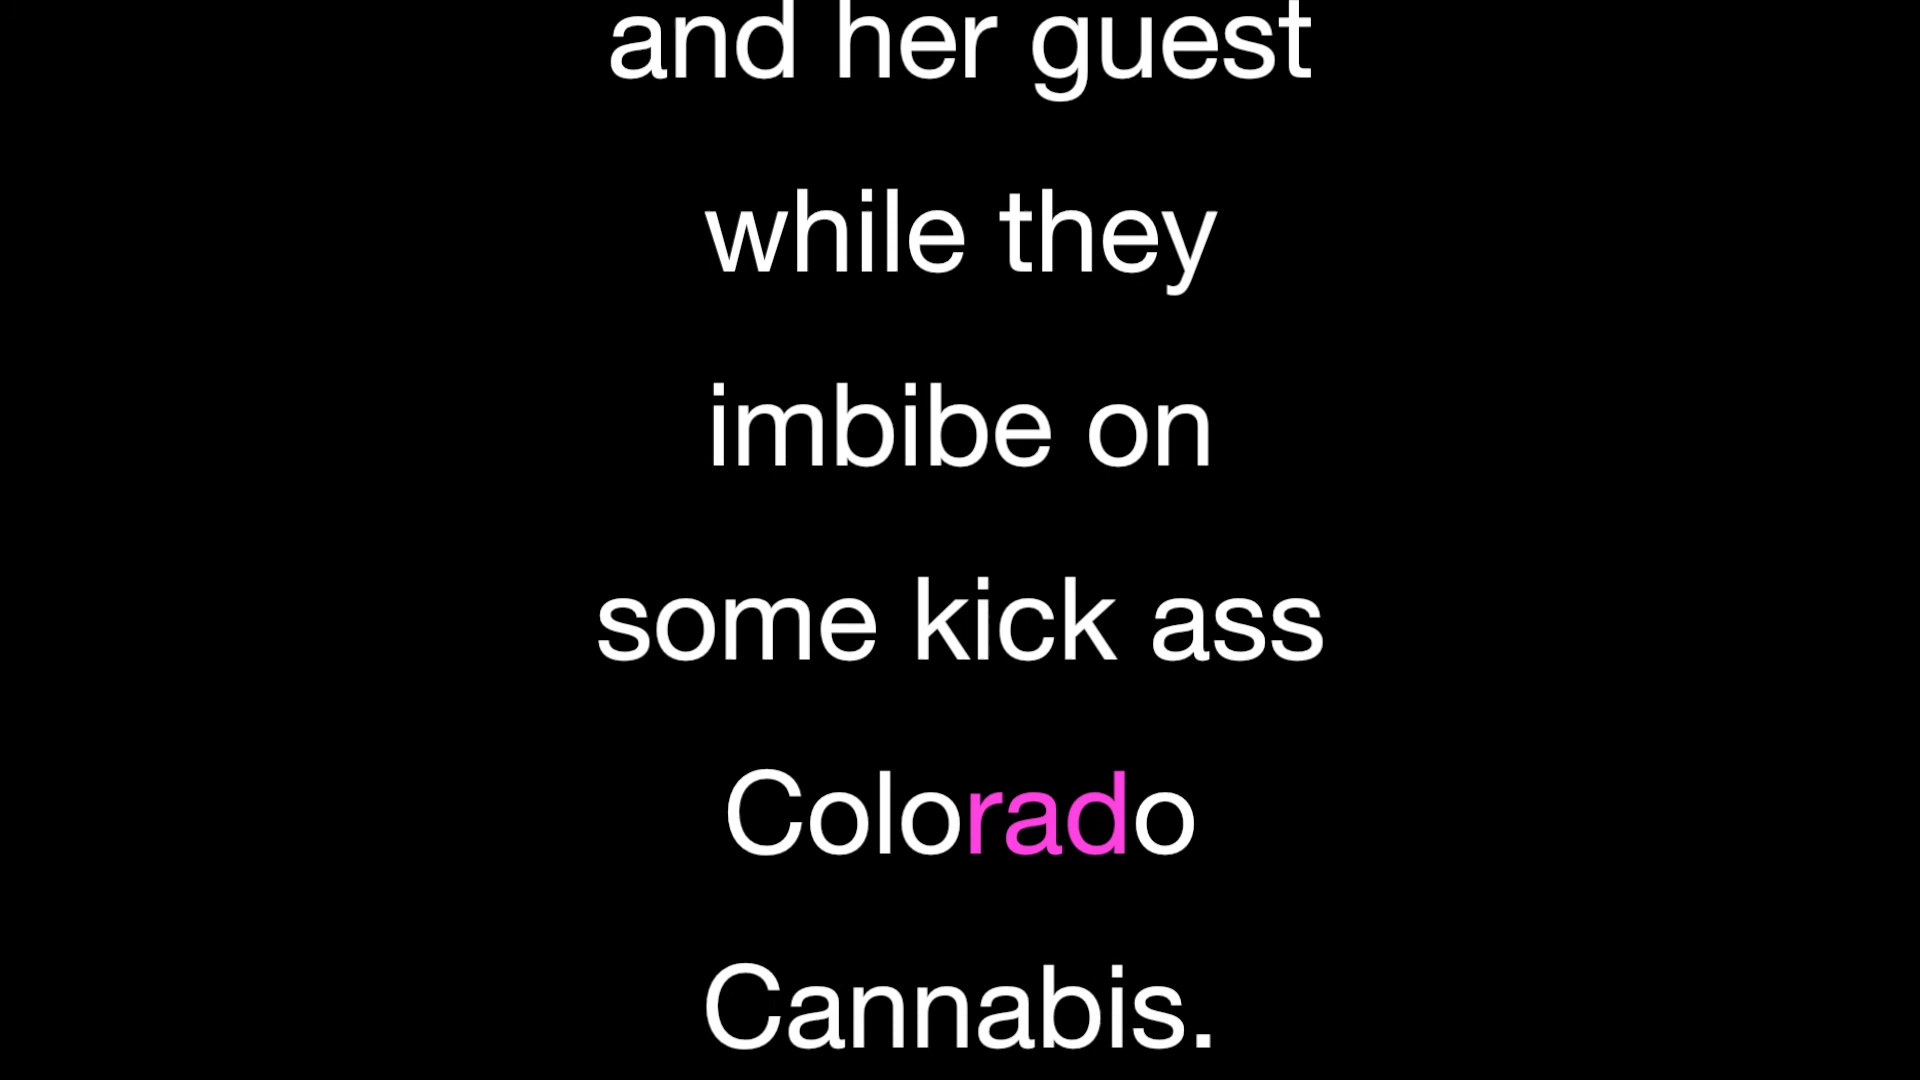 and her guest
while they
imbibe on
some kick ass
Colorado
Cannabis.